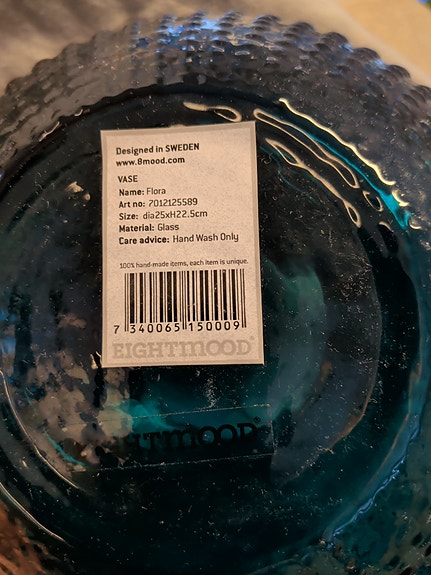 Designed in SWEDEN
www.8mood.com
VASE
Name: Flora
Art no: 7012125589
Size: dia25xH22.5cm
Material: Glass
Care advice: Hand Wash Only
100% hand-made items, each item is unique.
7 340065 150009
EIGHTMOOD®
HTMOOD